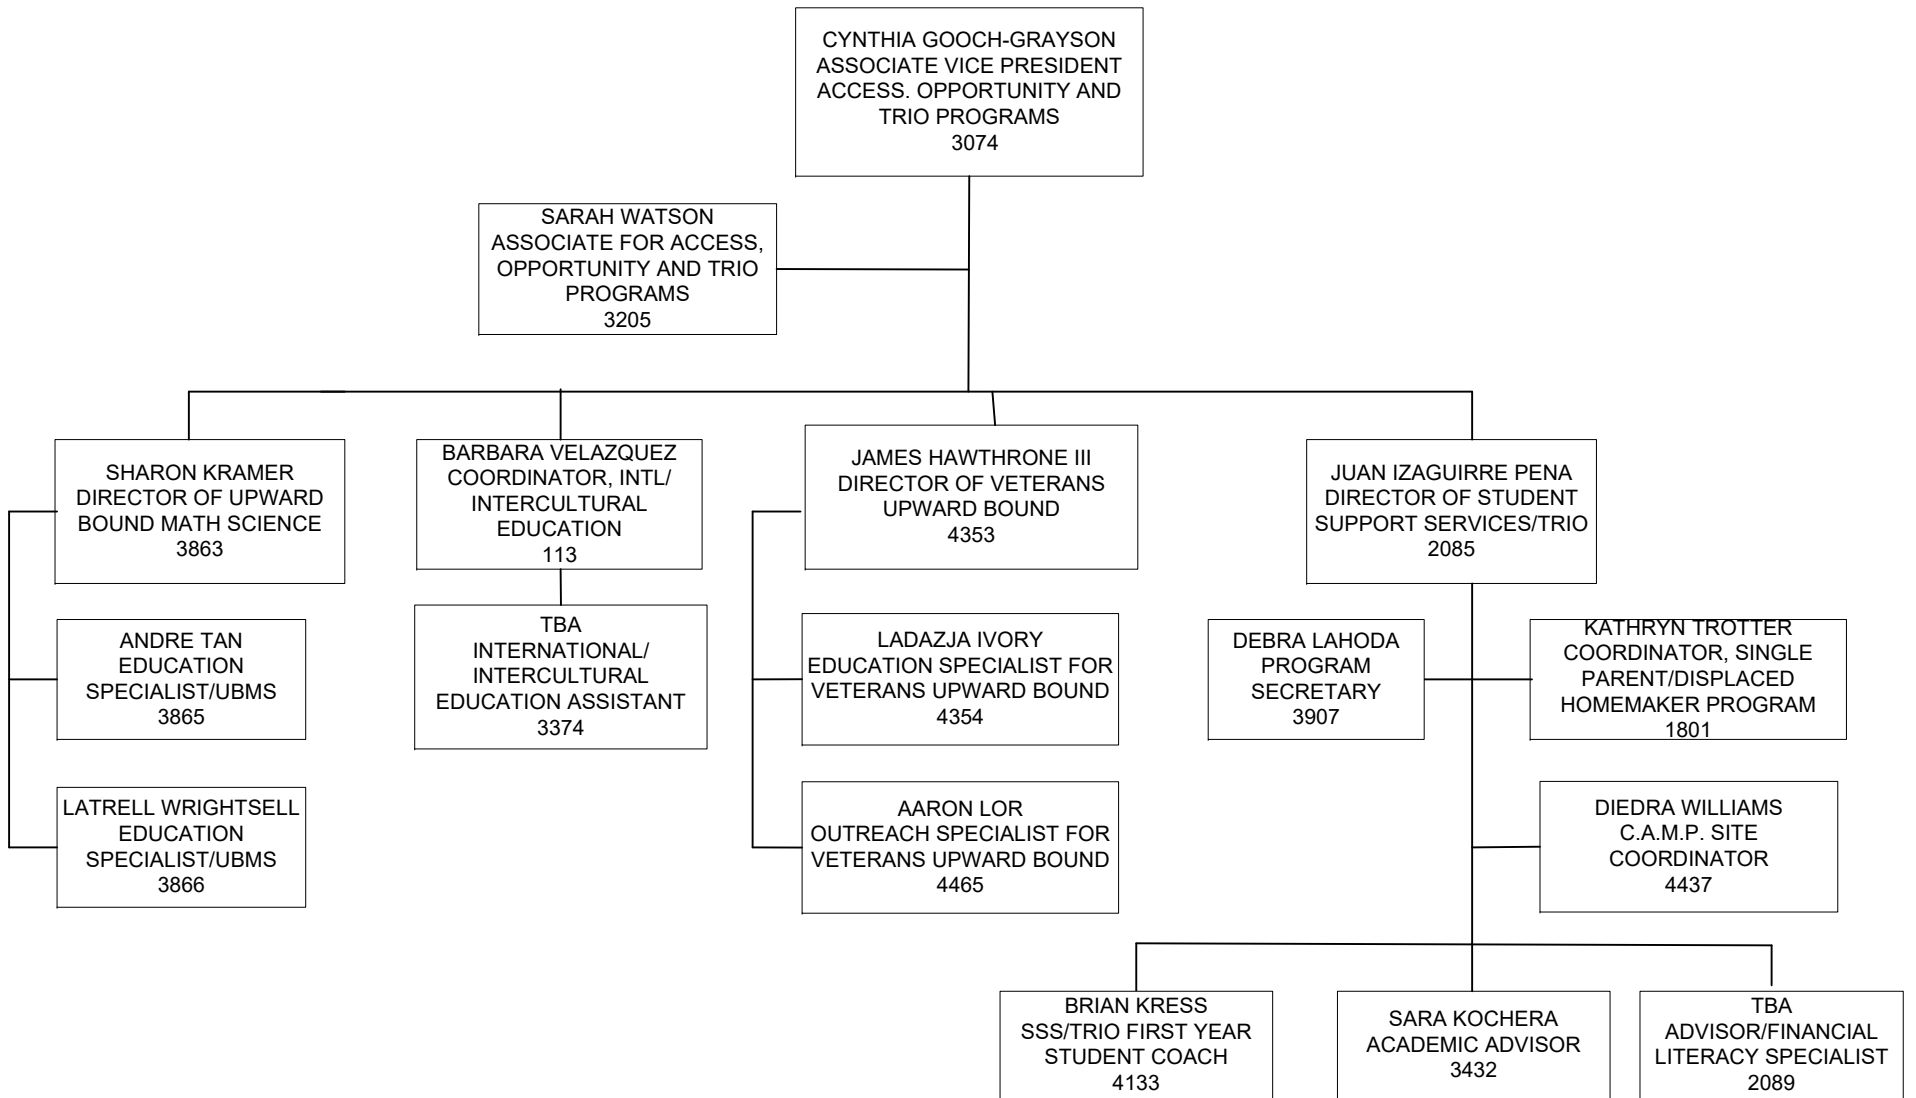 CYNTHIA GOOCH-GRAYSON
ASSOCIATE VICE PRESIDENT
ACCESS. OPPORTUNITY AND
TRIO PROGRAMS
3074
SARAH WATSON
ASSOCIATE FOR ACCESS,
OPPORTUNITY AND TRIO
PROGRAMS
3205
SHARON KRAMER
DIRECTOR OF UPWARD
BOUND MATH SCIENCE
3863
BARBARA VELAZQUEZ
COORDINATOR, INTL/
INTERCULTURAL
EDUCATION
113
JAMES HAWTHRONE III
DIRECTOR OF VETERANS
UPWARD BOUND
4353
JUAN IZAGUIRRE PENA
DIRECTOR OF STUDENT
SUPPORT SERVICES/TRIO
2085
ANDRE TAN
EDUCATION
SPECIALIST/UBMS
3865
TBA
INTERNATIONAL/
INTERCULTURAL
EDUCATION ASSISTANT
3374
LADAZJA IVORY
EDUCATION SPECIALIST FOR
VETERANS UPWARD BOUND
4354
DEBRA LAHODA
PROGRAM
SECRETARY
3907
KATHRYN TROTTER
COORDINATOR, SINGLE
PARENT/DISPLACED
HOMEMAKER PROGRAM
1801
LATRELL WRIGHTSELL
EDUCATION
SPECIALIST/UBMS
3866
AARON LOR
OUTREACH SPECIALIST FOR
VETERANS UPWARD BOUND
4465
DIEDRA WILLIAMS
C.A.M.P. SITE
COORDINATOR
4437
BRIAN KRESS
SSS/TRIO FIRST YEAR
STUDENT COACH
4133
SARA KOCHERA
ACADEMIC ADVISOR
3432
TBA
ADVISOR/FINANCIAL
LITERACY SPECIALIST
2089